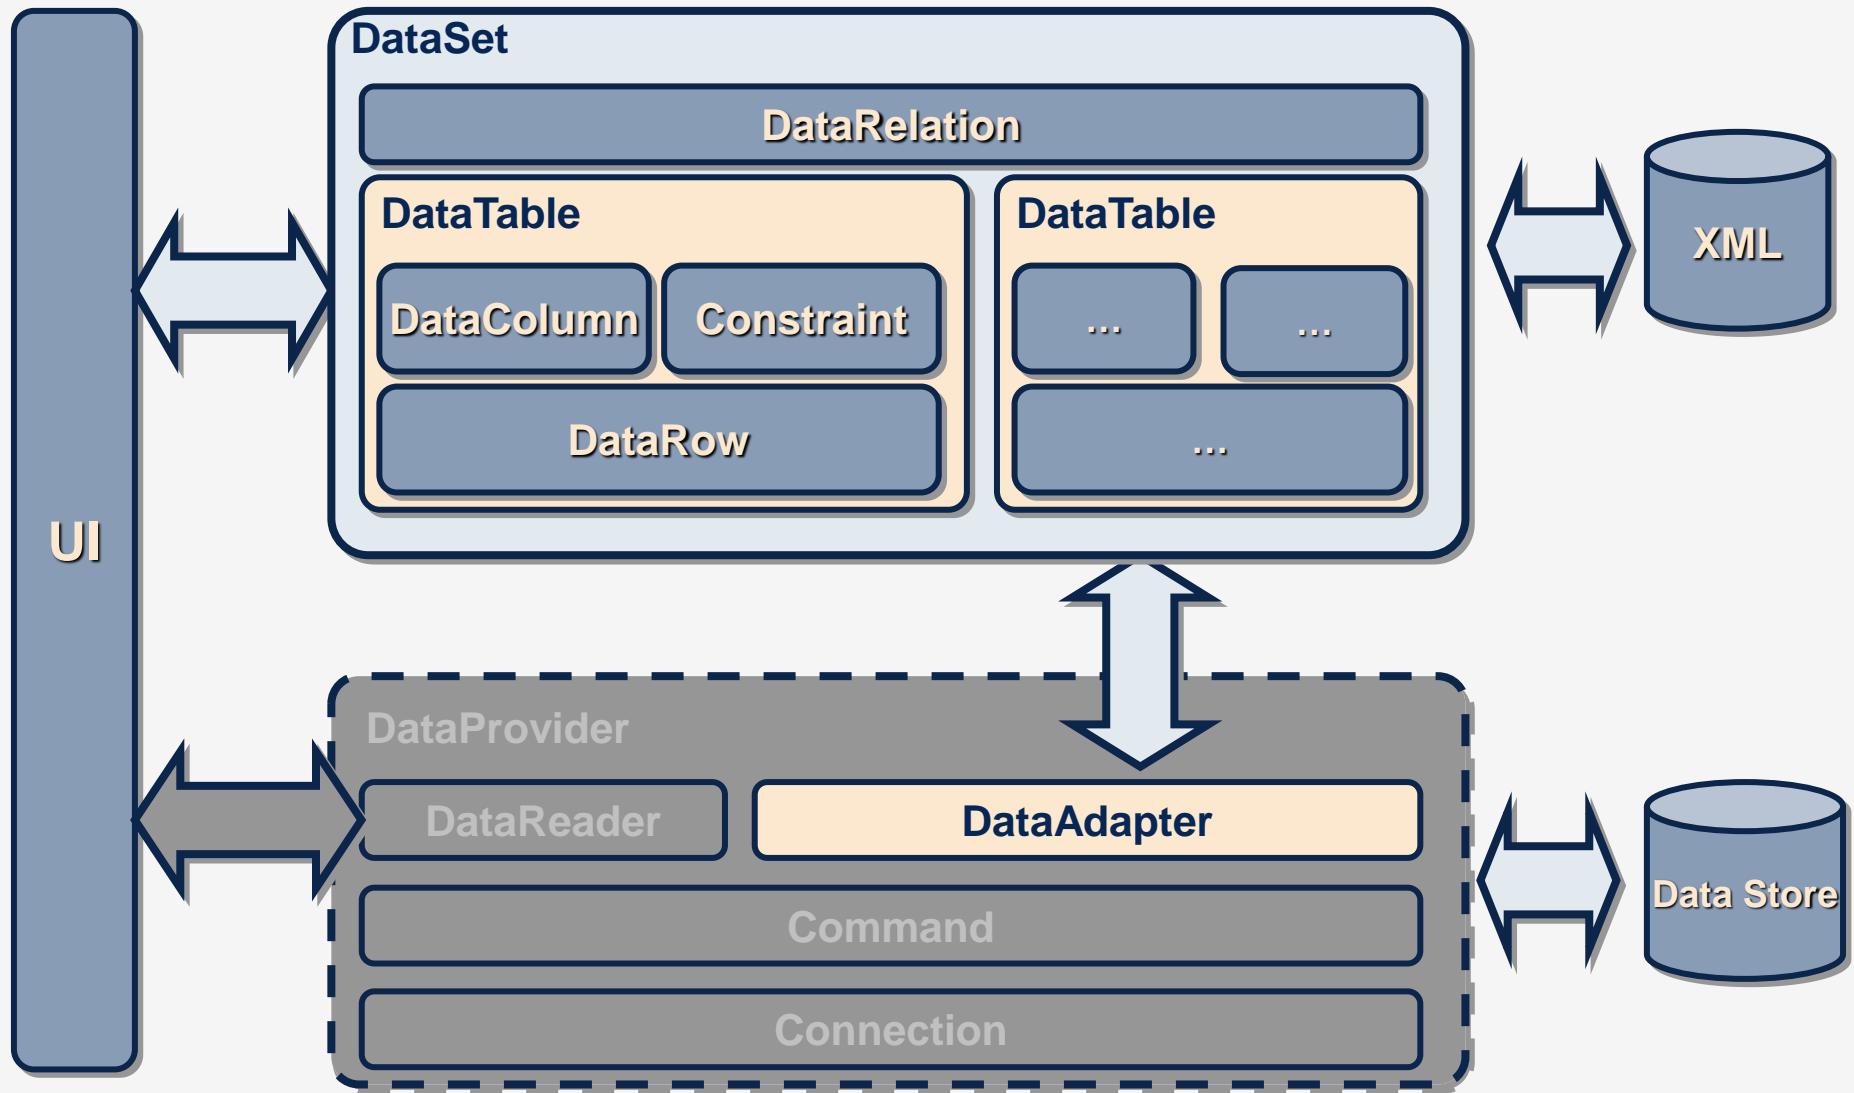 UI
DataSet
DataRelation
DataTable
DataColumn
Constraint
DataRow
DataTable
...
...
...
XML
DataProvider
DataReader
DataAdapter
Command
Connection
Data Store